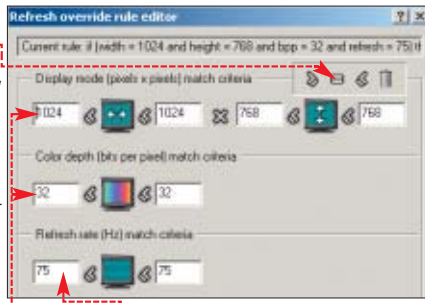 Refresh override rule editor
Current rule: if (width = 1024 and height = 768 and bpp = 32 and refresh = 75) t
Display mode (pixels x pixels) match criteria
1024 1024 768 768
Color depth (bits per pixel) match criteria
32 32
Refresh rate (Hz) match criteria
75 75